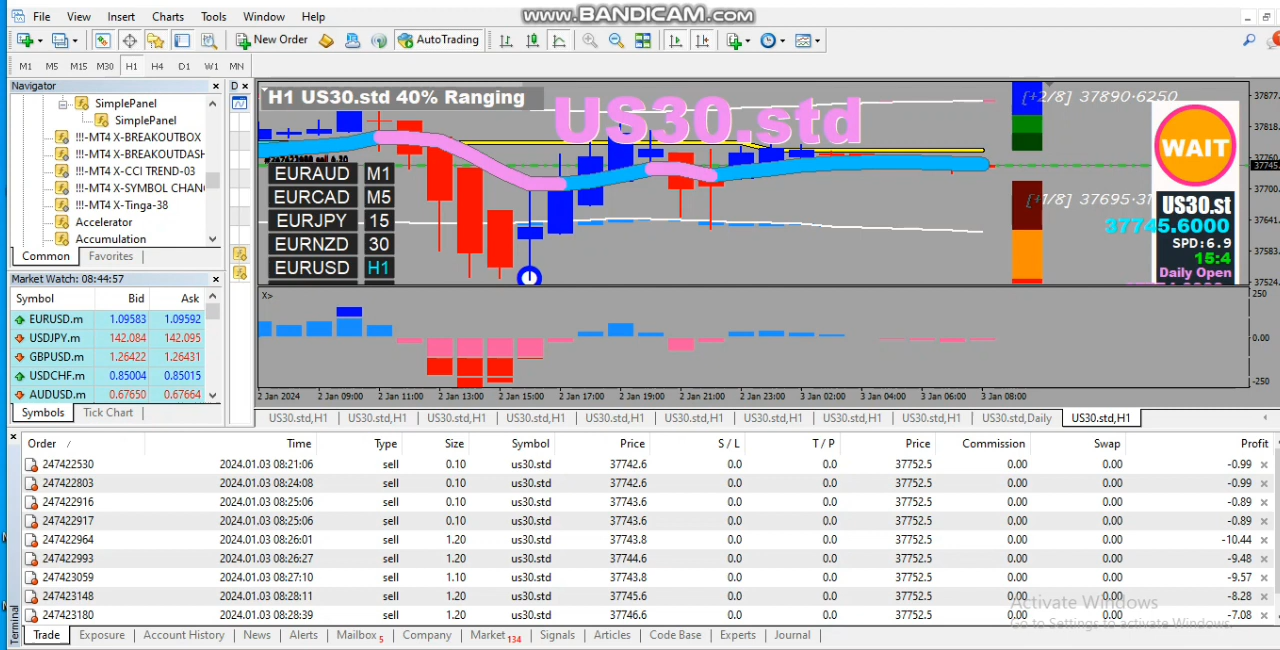 www.BANDICAM.com
File View Insert Charts Tools Window Help
New Order AutoTrading
M1 M5 M15 M30 H1 H4 D1 W1 MN
Navigator
SimplePanel
SimplePanel
!!!-MT4 X-BREAKOUTBOX
!!!-MT4 X-BREAKOUTDASH
!!!-MT4 X-CCI TREND-03
!!!-MT4 X-SYMBOL CHAN
!!!-MT4 X-Tinga-38
Accelerator
Accumulation
Common Favorites
Market Watch: 08:44:57
Symbol Bid Ask
EURUSD.m 1.09583 1.09592
USDJPY.m 142.084 142.095
GBPUSD.m 1.26422 1.26431
USDCHF.m 0.85004 0.85015
AUDUSD.m 0.67650 0.67664
Symbols Tick Chart
D
H1 US30.std 40% Ranging
US30.std
EURAUD M1
EURCAD M5
EURJPY 15
EURNZD 30
EURUSD H1
[+2/8] 37890.6250
[+1/8] 37695.31
WAIT
US30.st
37745.6000
SPD:6.9
15:4
Daily Open
37877
37760
37745
37700
37641
37582
37524
X>
250
0.00
-250
2 Jan 2024 2 Jan 09:00 2 Jan 11:00 2 Jan 13:00 2 Jan 15:00 2 Jan 17:00 2 Jan 19:00 2 Jan 21:00 2 Jan 23:00 3 Jan 02:00 3 Jan 04:00 3 Jan 06:00 3 Jan 08:00
US30.std,H1 US30.std,H1 US30.std,H1 US30.std,H1 US30.std,H1 US30.std,H1 US30.std,H1 US30.std,H1 US30.std,H1 US30.std,Daily US30.std,H1
Order Time Type Size Symbol Price S / L T / P Price Commission Swap Profit
247422530 2024.01.03 08:21:06 sell 0.10 us30.std 37742.6 0.0 0.0 37752.5 0.00 0.00 -0.99
247422803 2024.01.03 08:24:08 sell 0.10 us30.std 37742.6 0.0 0.0 37752.5 0.00 0.00 -0.99
247422916 2024.01.03 08:25:06 sell 0.10 us30.std 37743.6 0.0 0.0 37752.5 0.00 0.00 -0.89
247422917 2024.01.03 08:25:06 sell 0.10 us30.std 37743.6 0.0 0.0 37752.5 0.00 0.00 -0.89
247422964 2024.01.03 08:26:01 sell 1.20 us30.std 37743.8 0.0 0.0 37752.5 0.00 0.00 -10.44
247422993 2024.01.03 08:26:27 sell 1.20 us30.std 37744.6 0.0 0.0 37752.5 0.00 0.00 -9.48
247423059 2024.01.03 08:27:10 sell 1.10 us30.std 37743.8 0.0 0.0 37752.5 0.00 0.00 -9.57
247423148 2024.01.03 08:28:11 sell 1.20 us30.std 37745.6 0.0 0.0 37752.5 0.00 0.00 -8.28
247423180 2024.01.03 08:28:39 sell 1.20 us30.std 37746.6 0.0 0.0 37752.5 0.00 0.00 -7.08
Activate Windows
Go to Settings to activate Windows.
Terminal
Trade Exposure Account History News Alerts Mailbox 5 Company Market 134 Signals Articles Code Base Experts Journal